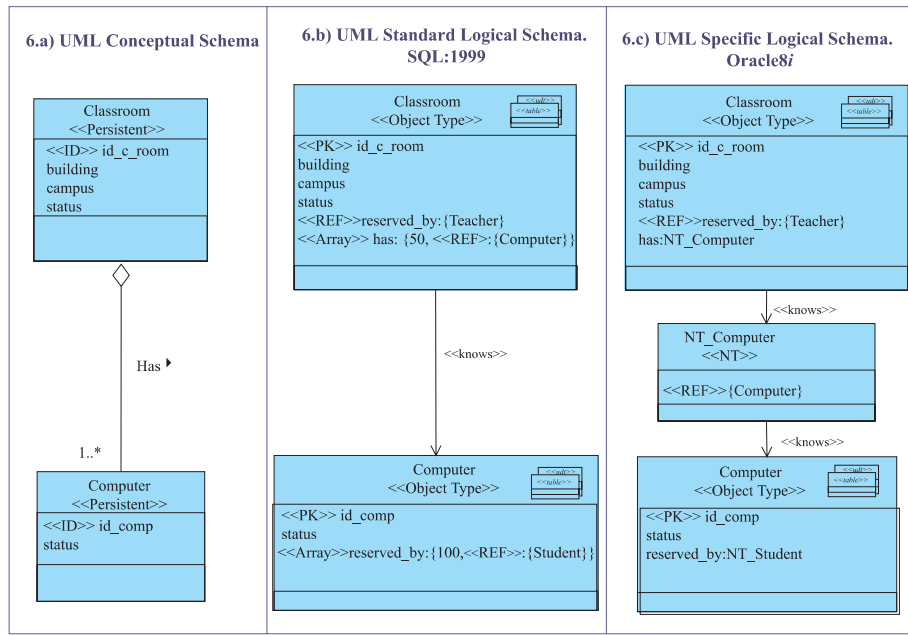 6.a) UML Conceptual Schema
Classroom
<<Persistent>>
<<ID>> id_c_room
building
campus
status
Has
1..*
Computer
<<Persistent>>
<<ID>> id_comp
status
6.b) UML Standard Logical Schema.
SQL:1999
Classroom
<<Object Type>>
<<udt>>
<<table>>
<<PK>> id_c_room
building
campus
status
<<REF>>reserved_by:{Teacher}
<<Array>> has: {50, <<REF>:{Computer}}
<<knows>>
Computer
<<Object Type>>
<<udt>>
<<table>>
<<PK>> id_comp
status
<<Array>>reserved_by:{100,<<REF>>:{Student}}
6.c) UML Specific Logical Schema.
Oracle8i
Classroom
<<Object Type>>
<<udt>>
<<table>>
<<PK>> id_c_room
building
campus
status
<<REF>>reserved_by:{Teacher}
has:NT_Computer
<<knows>>
NT_Computer
<<NT>>
<<REF>>{Computer}
<<knows>>
Computer
<<Object Type>>
<<udt>>
<<table>>
<<PK>> id_comp
status
reserved_by:NT_Student